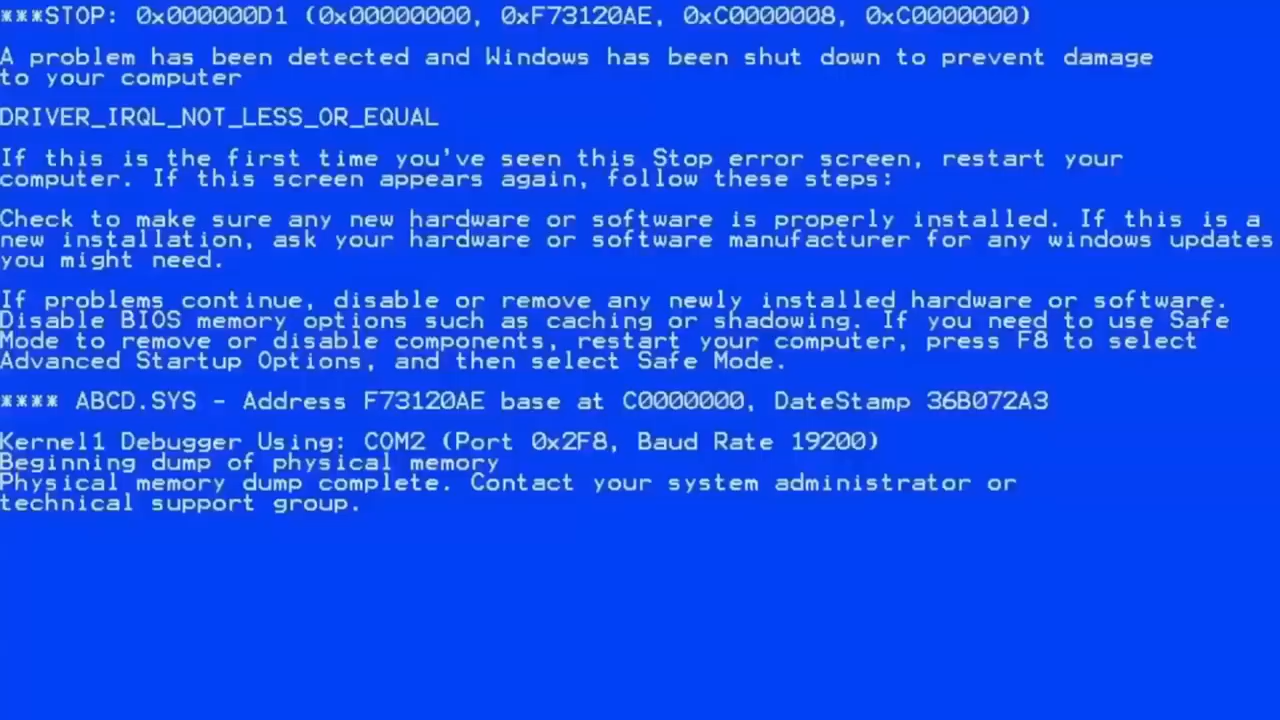 ***STOP: 0x000000D1 (0x00000000, 0xF73120AE, 0xC0000008, 0xC0000000)
A problem has been detected and Windows has been shut down to prevent damage
to your computer
DRIVER_IRQL_NOT_LESS_OR_EQUAL
If this is the first time you've seen this Stop error screen, restart your
computer. If this screen appears again, follow these steps:
Check to make sure any new hardware or software is properly installed. If this is a
new installation, ask your hardware or software manufacturer for any windows updates
you might need.
If problems continue, disable or remove any newly installed hardware or software.
Disable BIOS memory options such as caching or shadowing. If you need to use Safe
Mode to remove or disable components, restart your computer, press F8 to select
Advanced Startup Options, and then select Safe Mode.
**** ABCD.SYS - Address F73120AE base at C0000000, DateStamp 36B072A3
Kernel1 Debugger Using: COM2 (Port 0x2F8, Baud Rate 19200)
Beginning dump of physical memory
Physical memory dump complete. Contact your system administrator or
technical support group.